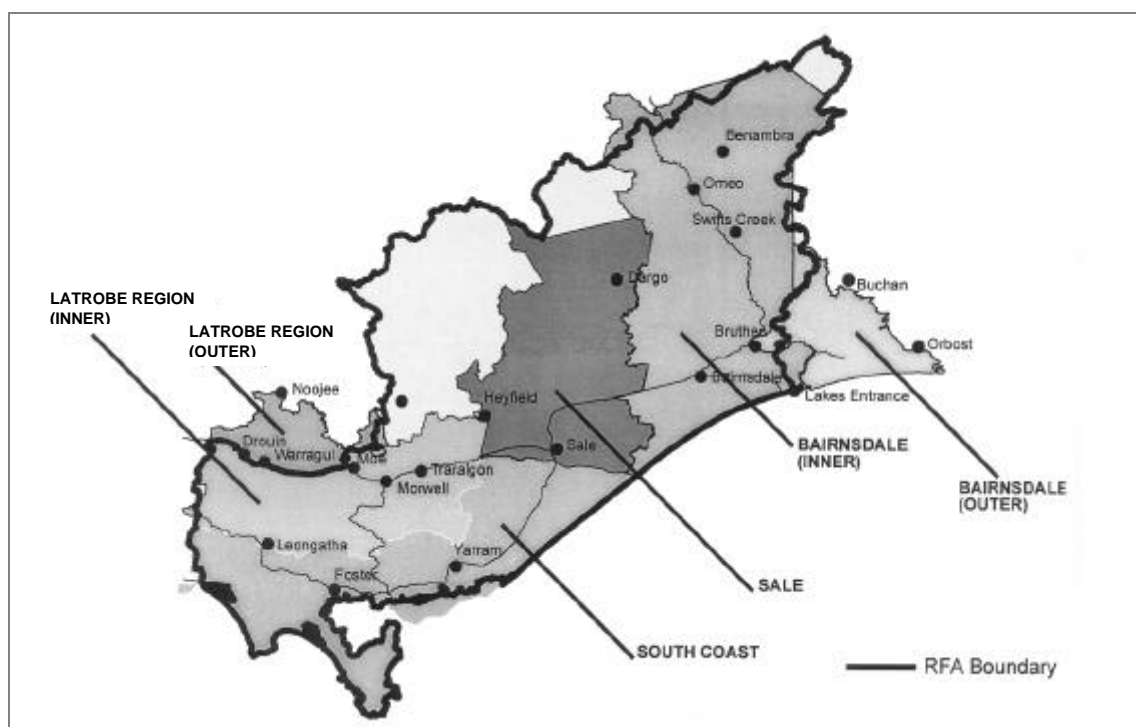 Benambra
Omeo
Swifts Creek
Dargo
Buchan
LATROBE REGION
(INNER)
LATROBE REGION
(OUTER)
Bruthen
Orbost
Noojee
Bairnsdale
Heyfield
Lakes Entrance
Drouin
Warragul
Moe
Sale
BAIRNSDALE
(INNER)
Traralgon
Morwell
BAIRNSDALE
(OUTER)
Leongatha
Yarram
Foster
SALE
SOUTH COAST
RFA Boundary